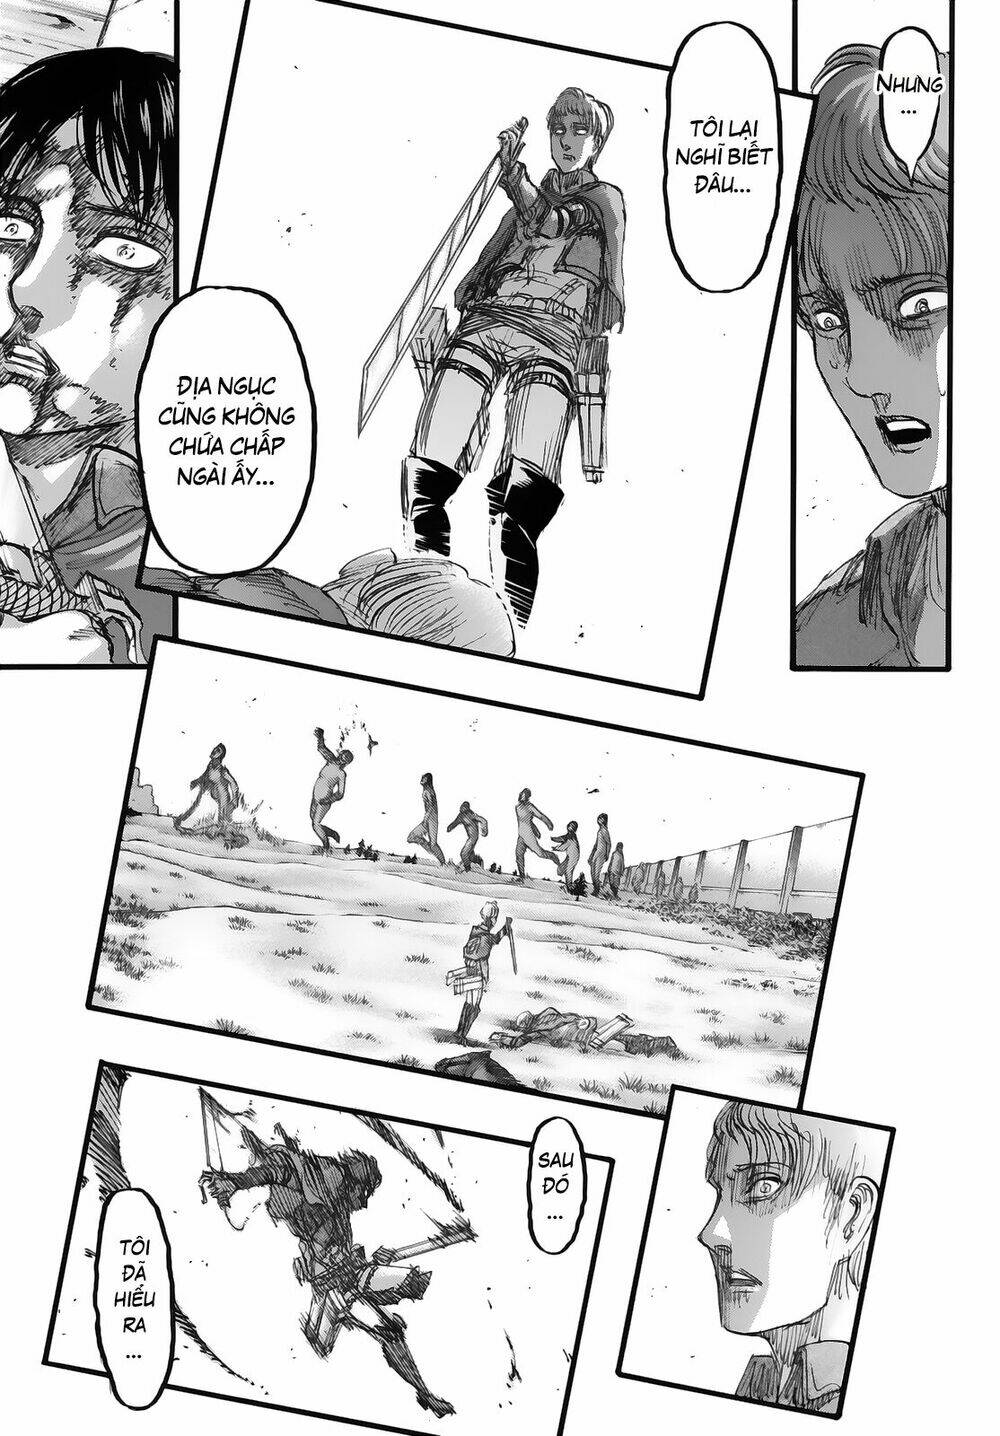 NHƯNG
...
TÔI LẠI
NGHĨ BIẾT
ĐÂU...
ĐỊA NGỤC
CŨNG KHÔNG
CHỨA CHẤP
NGÀI ẤY...
SAU
ĐÓ
...
TÔI
ĐÃ
HIỂU
RA
...